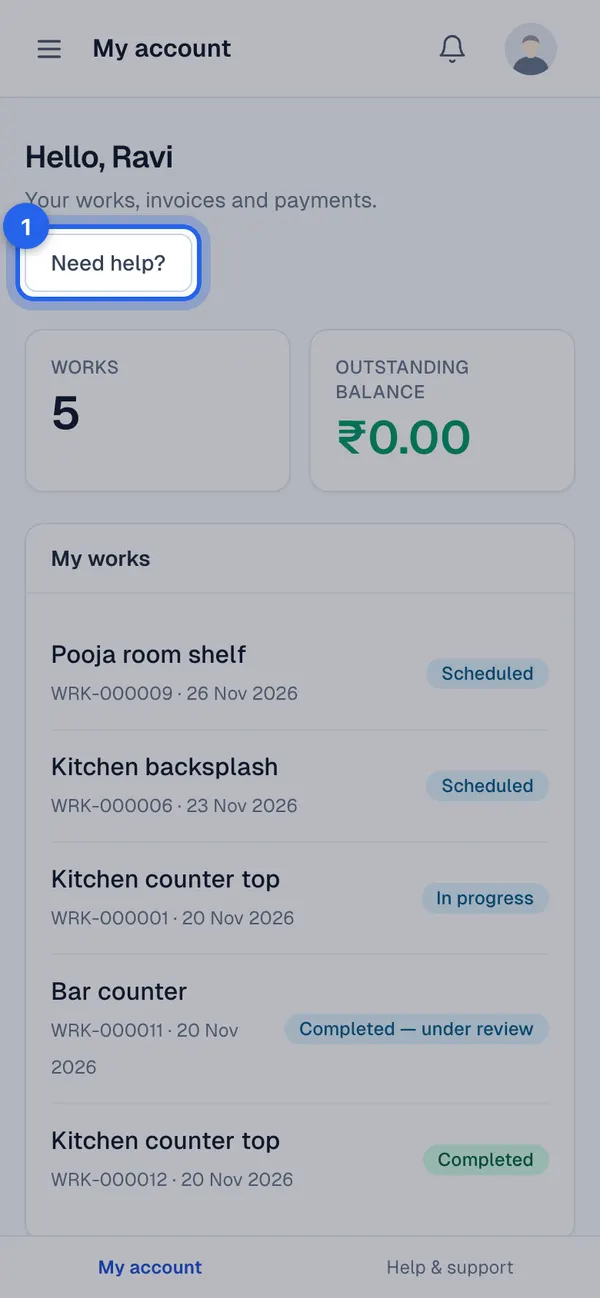 My account
Hello, Ravi
Your works, invoices and payments.
1
Need help?
WORKS
5
OUTSTANDING
BALANCE
₹0.00
My works
Pooja room shelf
WRK-000009 · 26 Nov 2026
Scheduled
Kitchen backsplash
WRK-000006 · 23 Nov 2026
Scheduled
Kitchen counter top
WRK-000001 · 20 Nov 2026
In progress
Bar counter
WRK-000011 · 20 Nov
2026
Completed — under review
Kitchen counter top
WRK-000012 · 20 Nov 2026
Completed
My account
Help & support